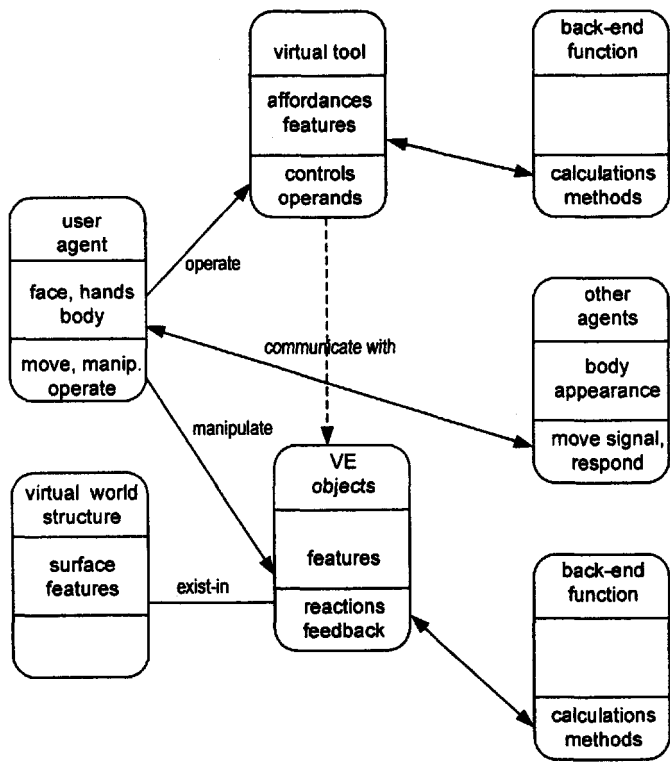 virtual tool
affordances
features
controls
operands
back-end
function
calculations
methods
user
agent
face, hands
body
move, manip.
operate
operate
communicate with
manipulate
other
agents
body
appearance
move signal,
respond
VE
objects
features
reactions
feedback
virtual world
structure
surface
features
exist-in
back-end
function
calculations
methods